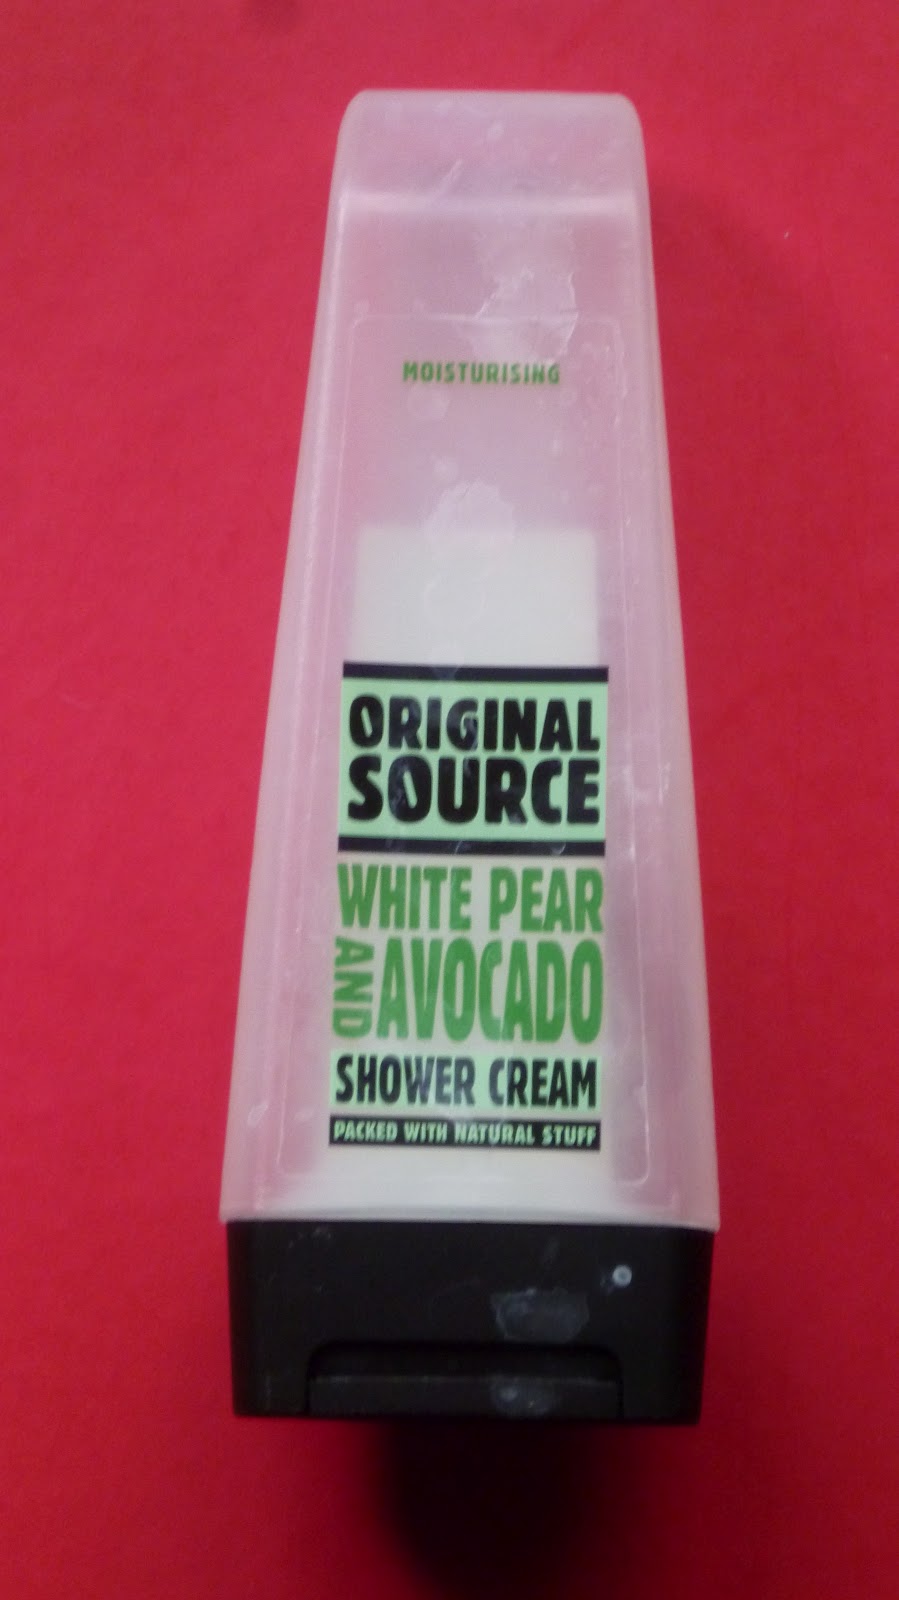 MOISTURISING
ORIGINAL
SOURCE
WHITE PEAR
AND AVOCADO
SHOWER CREAM
PACKED WITH NATURAL STUFF